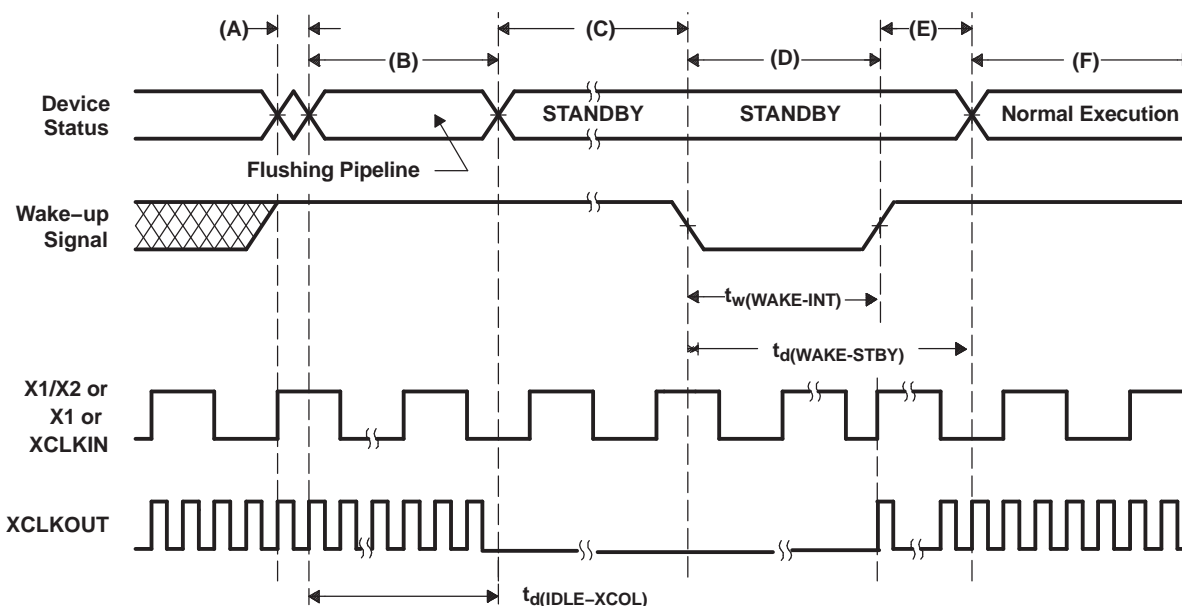 (A)
(C)
(E)
(B)
(D)
(F)
Device
Status
STANDBY
STANDBY
Normal Execution
Flushing Pipeline
Wake−up
Signal
tw(WAKE-INT)
td(WAKE-STBY)
X1/X2 or
X1 or
XCLKIN
XCLKOUT
td(IDLE−XCOL)